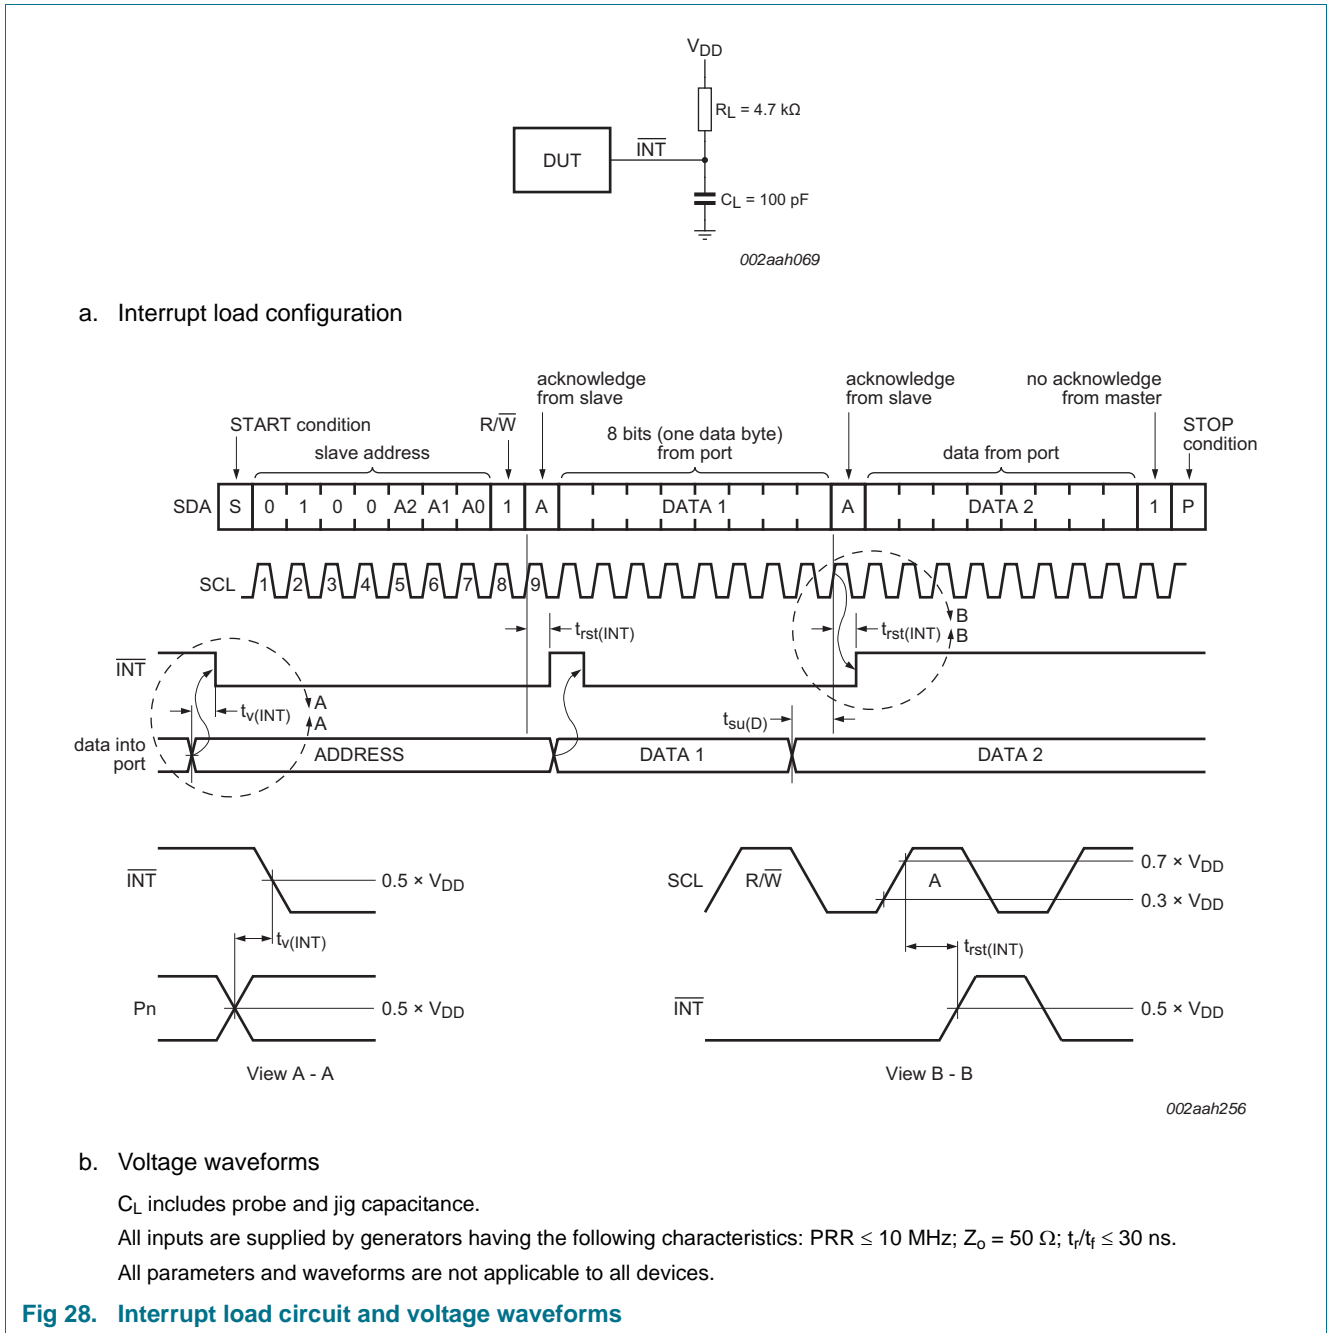 VDD
RL = 4.7 kΩ
DUT
INT
CL = 100 pF
002aah069
a. Interrupt load configuration
acknowledge from slave
acknowledge from slave
no acknowledge from master
START condition
R/W
8 bits (one data byte) from port
STOP condition
slave address
data from port
SDA S 0 1 0 0 A2 A1 A0 1 A DATA 1 A DATA 2 1 P
SCL 1 2 3 4 5 6 7 8 9
B
B
trst(INT)
trst(INT)
INT
A
A
tv(INT)
tsu(D)
data into port
ADDRESS
DATA 1
DATA 2
INT
0.5 × VDD
tv(INT)
Pn
0.5 × VDD
View A - A
SCL
R/W
A
0.7 × VDD
0.3 × VDD
trst(INT)
INT
0.5 × VDD
View B - B
002aah256
b. Voltage waveforms
CL includes probe and jig capacitance.
All inputs are supplied by generators having the following characteristics: PRR ≤ 10 MHz; Zo = 50 Ω; tr/tf ≤ 30 ns.
All parameters and waveforms are not applicable to all devices.
Fig 28. Interrupt load circuit and voltage waveforms